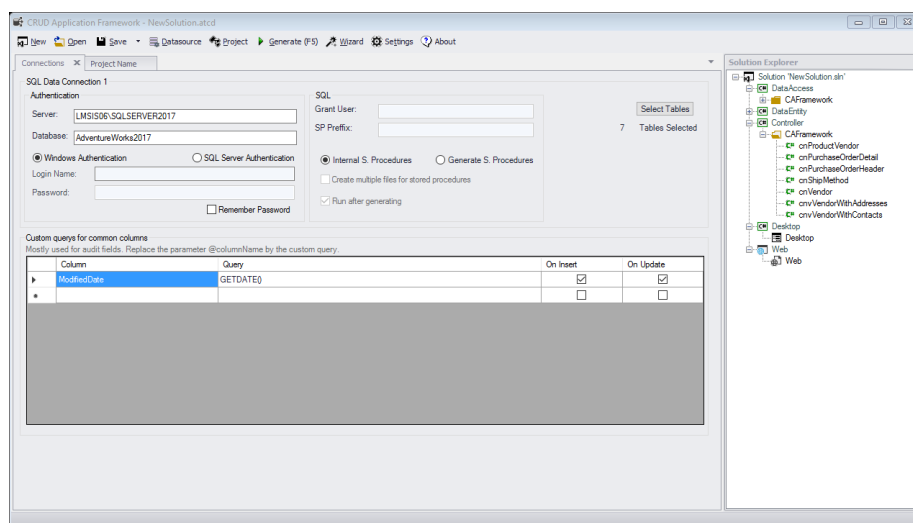 CRUD Application Framework - NewSolution.atcd
New Open Save Datasource Project Generate (F5) Wizard Settings About
Connections Project Name
SQL Data Connection 1
Authentication
Server: LMSIS06\SQLSERVER2017
Database: AdventureWorks2017
Windows Authentication SQL Server Authentication
Login Name:
Password:
Remember Password
SQL
Grant User:
SP Preffix:
Internal S. Procedures Generate S. Procedures
Create multiple files for stored procedures
Run after generating
Select Tables
7 Tables Selected
Custom querys for common columns
Mostly used for audit fields. Replace the parameter @columnName by the custom query.
Column Query On Insert On Update
ModifiedDate GETDATE()
Solution Explorer
Solution 'NewSolution.sln'
DataAccess
CAFramework
DataEntity
Controller
CAFramework
cnProductVendor
cnPurchaseOrderDetail
cnPurchaseOrderHeader
cnShipMethod
cnVendor
cnvVendorWithAddresses
cnvVendorWithContacts
Desktop
Desktop
Web
Web